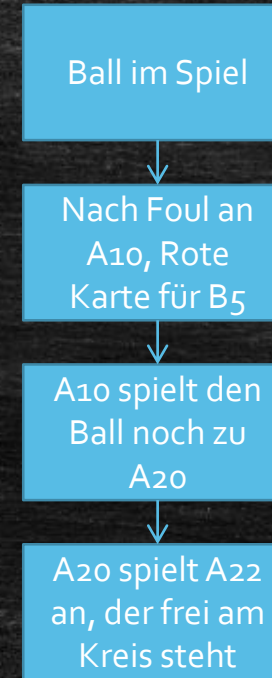 Ball im Spiel
Nach Foul an
A10, Rote
Karte für B5
A10 spielt den
Ball noch zu
A20
A20 spielt A22
an, der frei am
Kreis steht